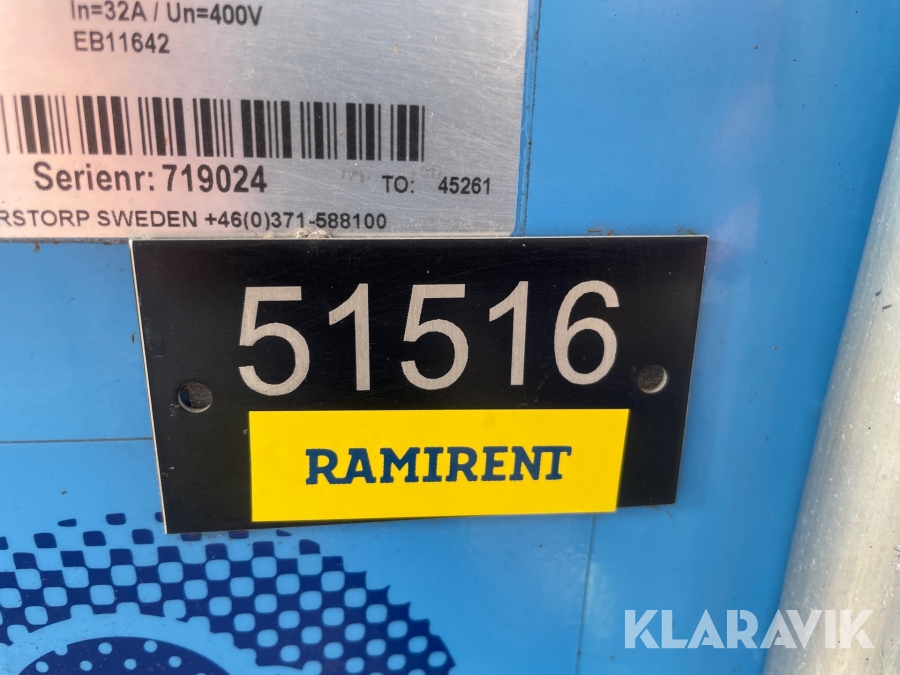 In=32A / Un=400V
EB11642
Serienr: 719024
TO: 45261
RSTORP SWEDEN +46(0)371-588100
51516
RAMIRENT
KLARAVIK